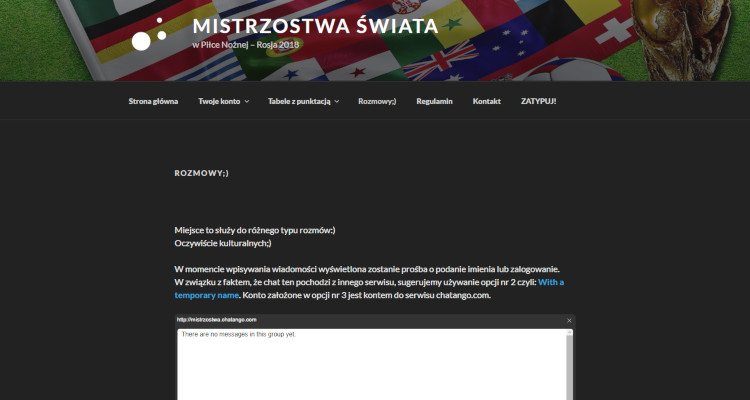 MISTRZOSTWA ŚWIATA
w Piłce Nożnej – Rosja 2018
Strona główna Twoje konto Tabele z punktacją Rozmowy;) Regulamin Kontakt ZATYPUJ!
ROZMOWY;)
Miejsce to służy do różnego typu rozmów:)
Oczywiście kulturalnych;)
W momencie wpisywania wiadomości wyświetlona zostanie prośba o podanie imienia lub zalogowanie.
W związku z faktem, że chat ten pochodzi z innego serwisu, sugerujemy używanie opcji nr 2 czyli: With a
temporary name. Konto założone w opcji nr 3 jest kontem do serwisu chatango.com.
http://mistrzostwa.chatango.com
There are no messages in this group yet.